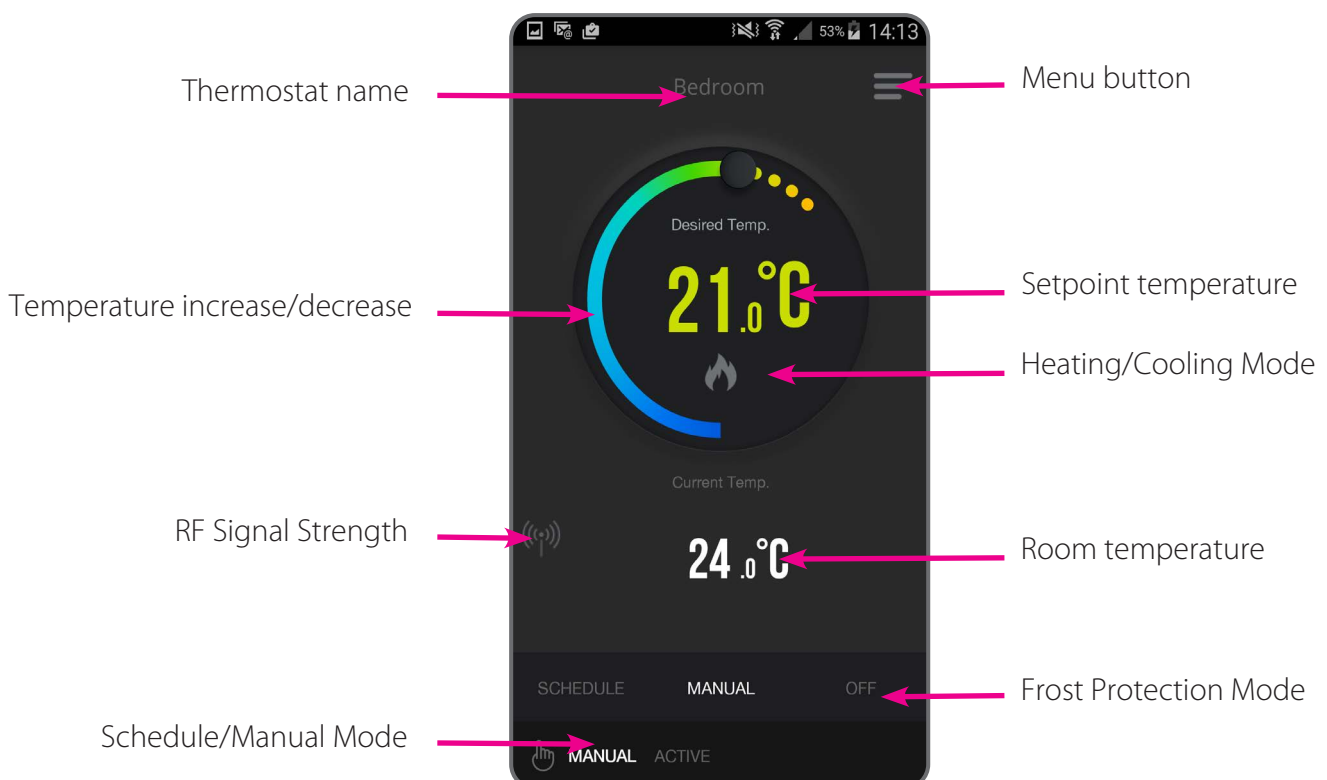 53% 14:13
Thermostat name
Bedroom
Menu button
Desired Temp.
21.0°C
Setpoint temperature
Temperature increase/decrease
Heating/Cooling Mode
Current Temp.
RF Signal Strength
24.0°C
Room temperature
SCHEDULE MANUAL OFF
Frost Protection Mode
Schedule/Manual Mode
MANUAL ACTIVE